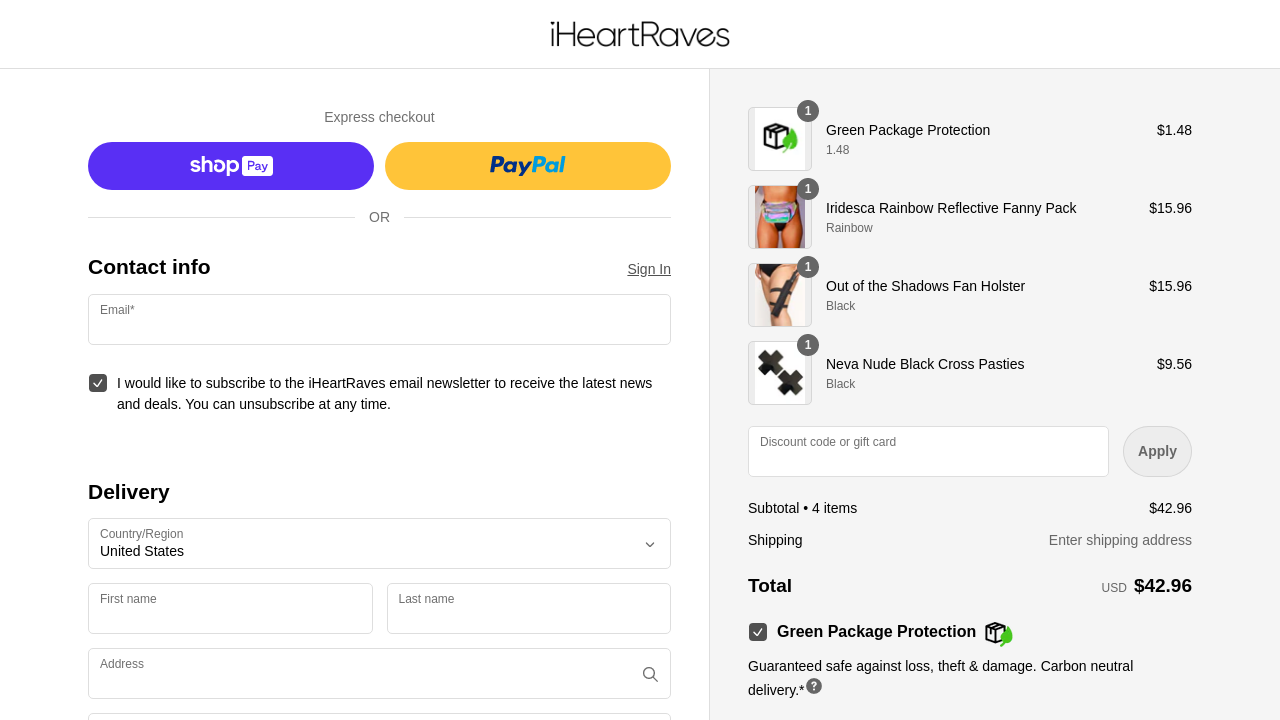 iHeartRaves
Express checkout
shop Pay
PayPal
OR
Contact info
Sign In
Email*
I would like to subscribe to the iHeartRaves email newsletter to receive the latest news
and deals. You can unsubscribe at any time.
Delivery
Country/Region
United States
First name
Last name
Address
1
Green Package Protection
$1.48
1.48
1
Iridesca Rainbow Reflective Fanny Pack
$15.96
Rainbow
1
Out of the Shadows Fan Holster
$15.96
Black
1
Neva Nude Black Cross Pasties
$9.56
Black
Discount code or gift card
Apply
Subtotal • 4 items
$42.96
Shipping
Enter shipping address
Total
USD $42.96
Green Package Protection
Guaranteed safe against loss, theft & damage. Carbon neutral
delivery.*?